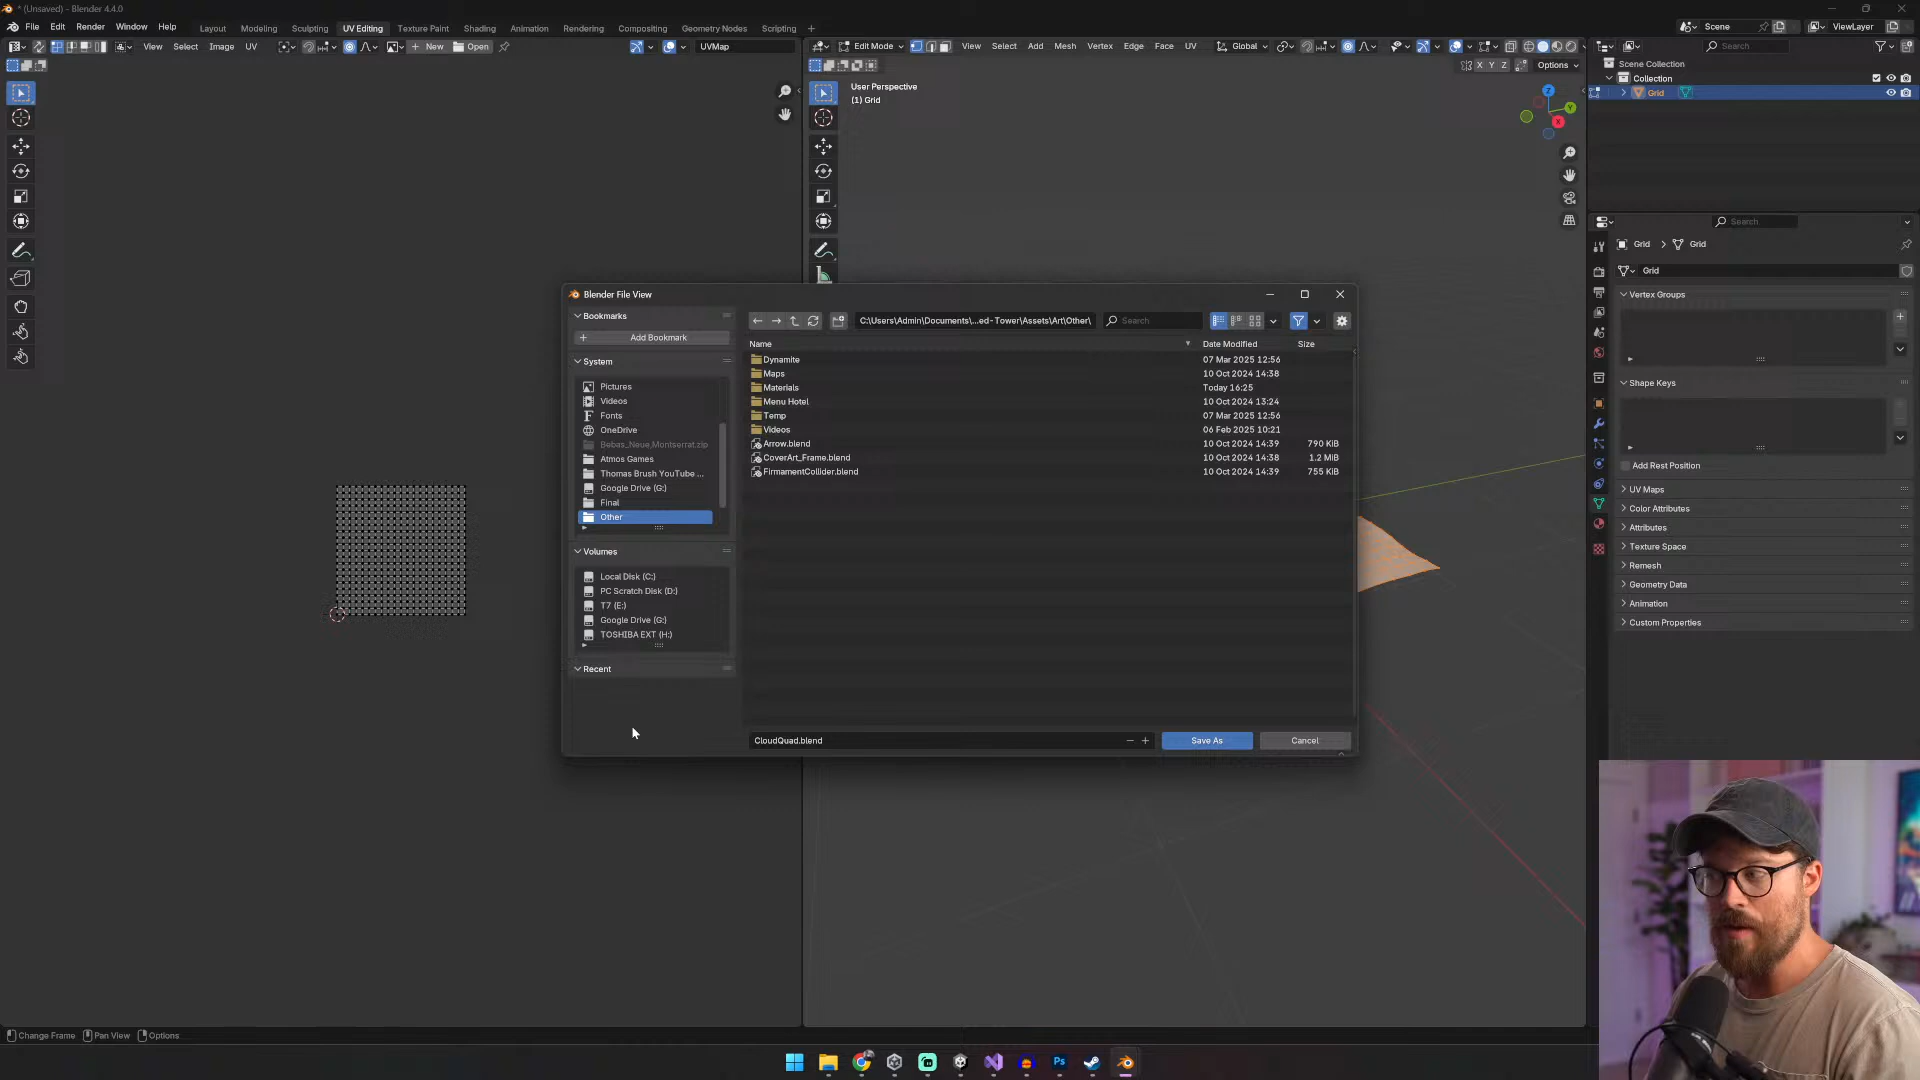 * (Unsaved) - Blender 4.4.0
File Edit Render Window Help Layout Modeling Sculpting UV Editing Texture Paint Shading Animation Rendering Compositing Geometry Nodes Scripting + Scene ViewLayer
View Select Image UV New Open UVMap
Edit Mode View Select Add Mesh Vertex Edge Face UV Global
Search
X Y Z Options
Scene Collection
Collection
Grid
User Perspective
(1) Grid
Z
Y
X
Search
Grid > Grid
Grid
Vertex Groups
Shape Keys
Add Rest Position
UV Maps
Color Attributes
Attributes
Texture Space
Remesh
Geometry Data
Animation
Custom Properties
Blender File View
Bookmarks
Add Bookmark
System
Pictures
Videos
Fonts
OneDrive
Bebas_Neue,Montserrat.zip
Atmos Games
Thomas Brush YouTube ...
Google Drive (G:)
Final
Other
Volumes
Local Disk (C:)
PC Scratch Disk (D:)
T7 (E:)
Google Drive (G:)
TOSHIBA EXT (H:)
Recent
C:\Users\Admin\Documents\...ed-Tower\Assets\Art\Other\ Search
Name Date Modified Size
Dynamite 07 Mar 2025 12:56
Maps 10 Oct 2024 14:38
Materials Today 16:25
Menu Hotel 10 Oct 2024 13:24
Temp 07 Mar 2025 12:56
Videos 06 Feb 2025 10:21
Arrow.blend 10 Oct 2024 14:39 790 KiB
CoverArt_Frame.blend 10 Oct 2024 14:38 1.2 MiB
FirmamentCollider.blend 10 Oct 2024 14:39 755 KiB
CloudQuad.blend Save As Cancel
Change Frame Pan View Options
Ps